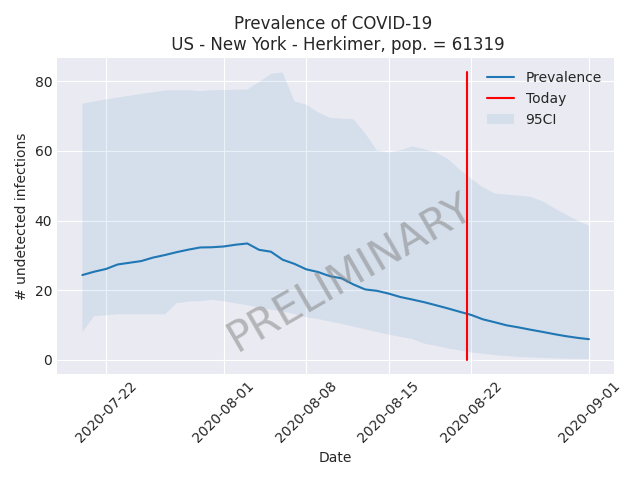 Prevalence of COVID-19
US - New York - Herkimer, pop. = 61319
Prevalence
Today
95CI
PRELIMINARY
# undetected infections
80
60
40
20
0
2020-07-22
2020-08-01
2020-08-08
2020-08-15
2020-08-22
2020-09-01
Date